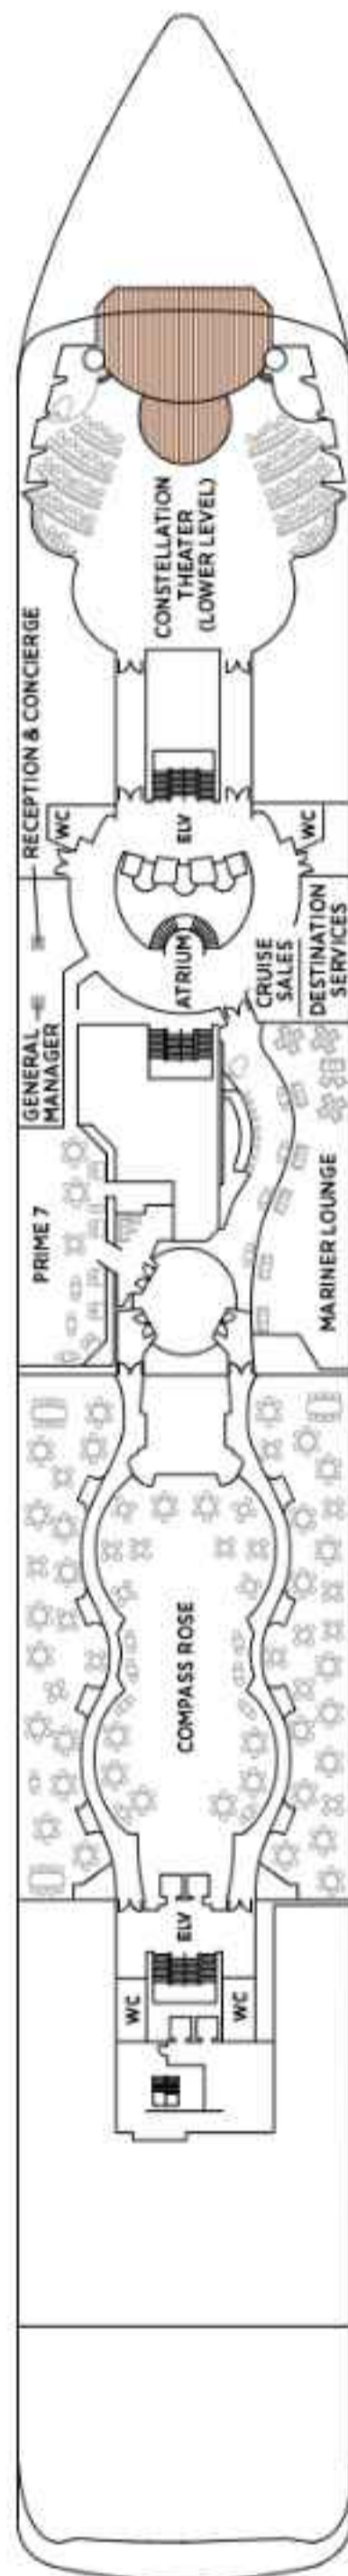 CONSTELLATION
THEATER
(LOWER LEVEL)
RECEPTION & CONCIERGE
WC
ELV
WC
ATRIUM
CRUISE
SALES
DESTINATION
SERVICES
GENERAL
MANAGER
PRIME 7
MARINER LOUNGE
COMPASS ROSE
ELV
WC
WC